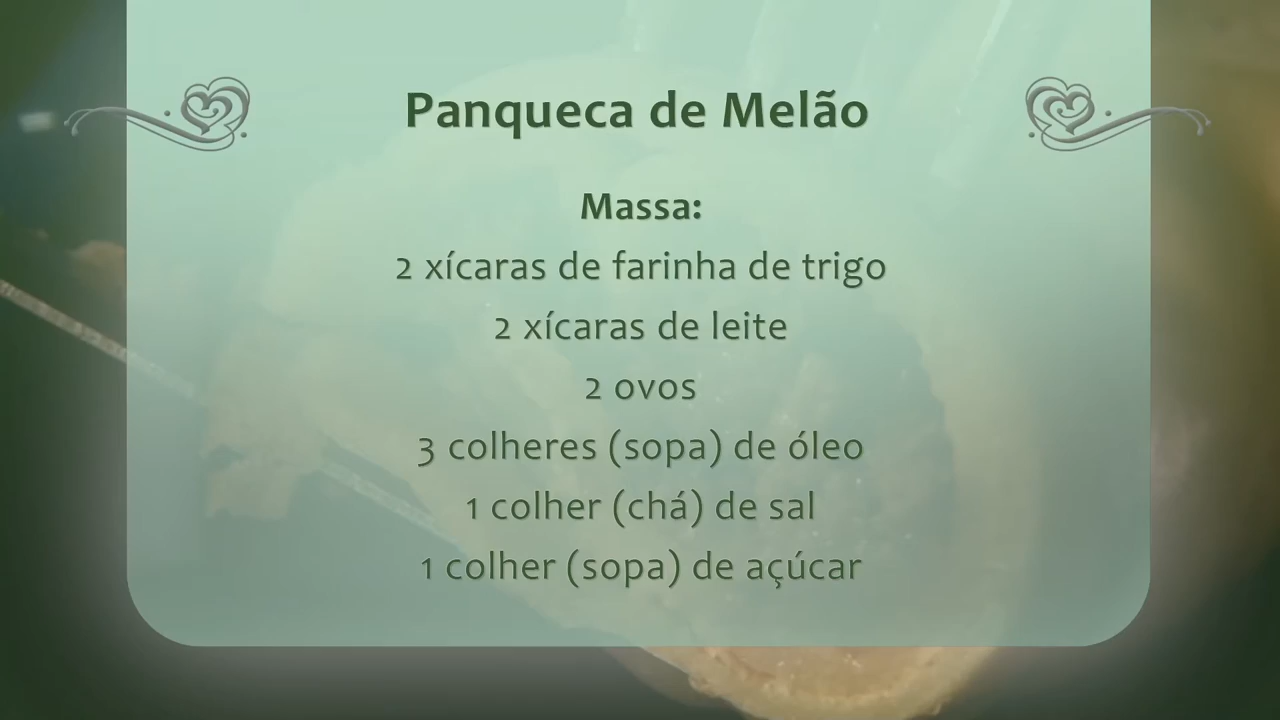 Panqueca de Melão
Massa:
2 xícaras de farinha de trigo
2 xícaras de leite
2 ovos
3 colheres (sopa) de óleo
1 colher (chá) de sal
1 colher (sopa) de açúcar